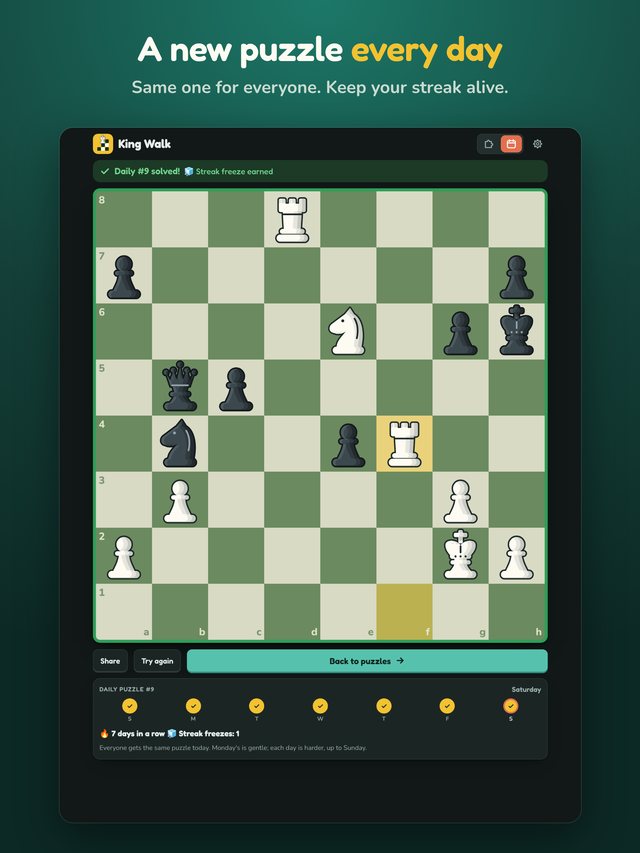 A new puzzle every day
Same one for everyone. Keep your streak alive.
King Walk
Daily #9 solved! 🧊 Streak freeze earned
8
7
6
5
4
3
2
1
a b c d e f g h
Share Try again Back to puzzles →
DAILY PUZZLE #9 Saturday
S M T W T F S
🔥 7 days in a row 🧊 Streak freezes: 1
Everyone gets the same puzzle today. Monday's is gentle; each day is harder, up to Sunday.